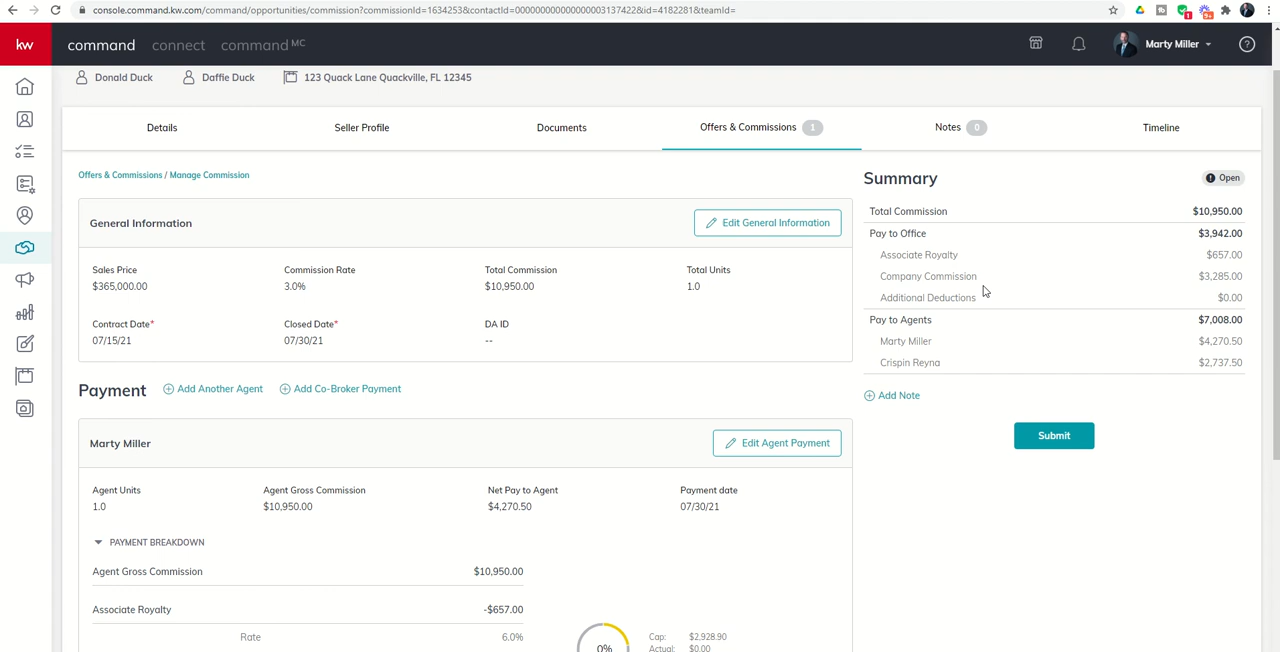 console.command.kw.com/command/opportunities/commission?commissionId=1634253&contactId=00000000000000003137422&id=4182281&teamId=
1
9+
kw
command connect command MC
Marty Miller
?
Donald Duck Daffie Duck 123 Quack Lane Quackville, FL 12345
Details Seller Profile Documents Offers & Commissions 1 Notes 0 Timeline
Offers & Commissions / Manage Commission
General Information Edit General Information
Sales Price Commission Rate Total Commission Total Units
$365,000.00 3.0% $10,950.00 1.0
Contract Date* Closed Date* DA ID
07/15/21 07/30/21 --
Payment Add Another Agent Add Co-Broker Payment
Marty Miller Edit Agent Payment
Agent Units Agent Gross Commission Net Pay to Agent Payment date
1.0 $10,950.00 $4,270.50 07/30/21
PAYMENT BREAKDOWN
Agent Gross Commission $10,950.00
Associate Royalty -$657.00
Rate 6.0%
0%
Cap: $2,928.90
Actual: $0.00
Summary Open
Total Commission $10,950.00
Pay to Office $3,942.00
Associate Royalty $657.00
Company Commission $3,285.00
Additional Deductions $0.00
Pay to Agents $7,008.00
Marty Miller $4,270.50
Crispin Reyna $2,737.50
Add Note
Submit